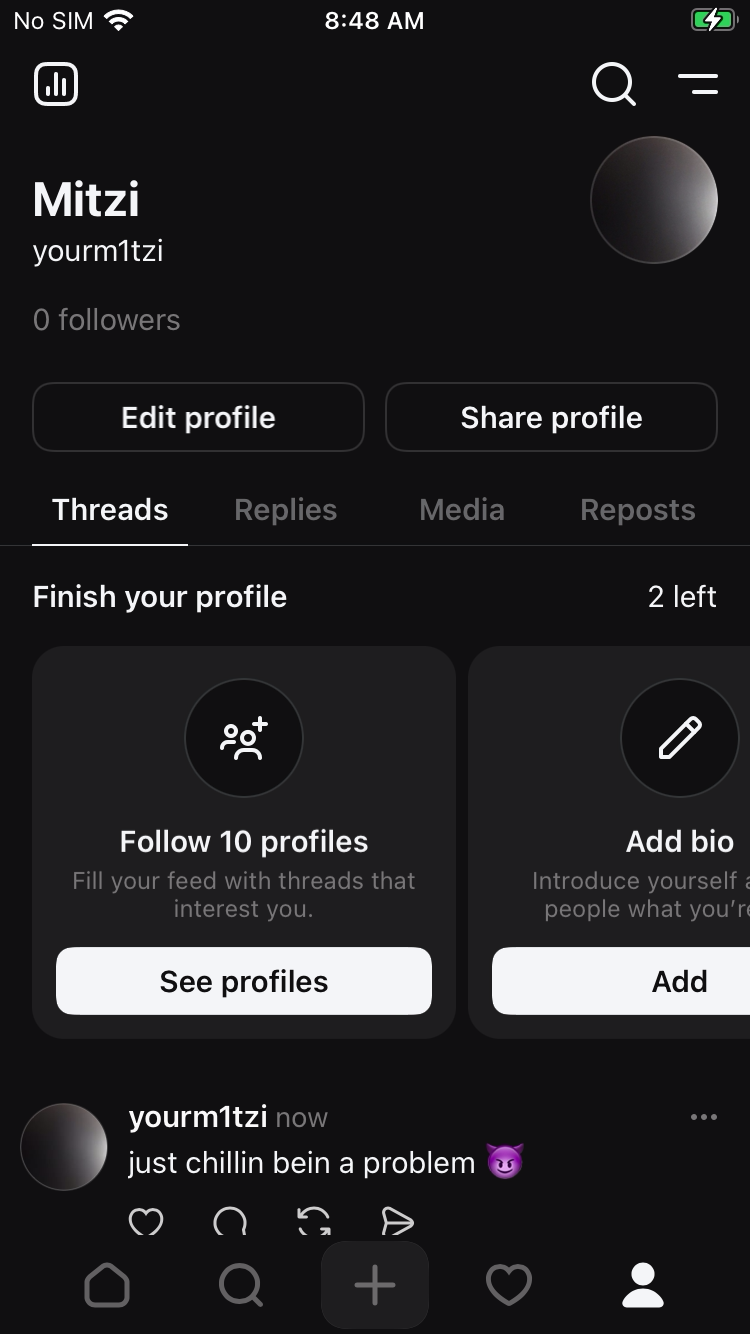 No SIM 8:48 AM
Mitzi
yourm1tzi
0 followers
Edit profile Share profile
Threads Replies Media Reposts
Finish your profile 2 left
Follow 10 profiles
Fill your feed with threads that
interest you.
See profiles
Add bio
Introduce yourself
people what you're
Add
yourm1tzi now
just chillin bein a problem 😈